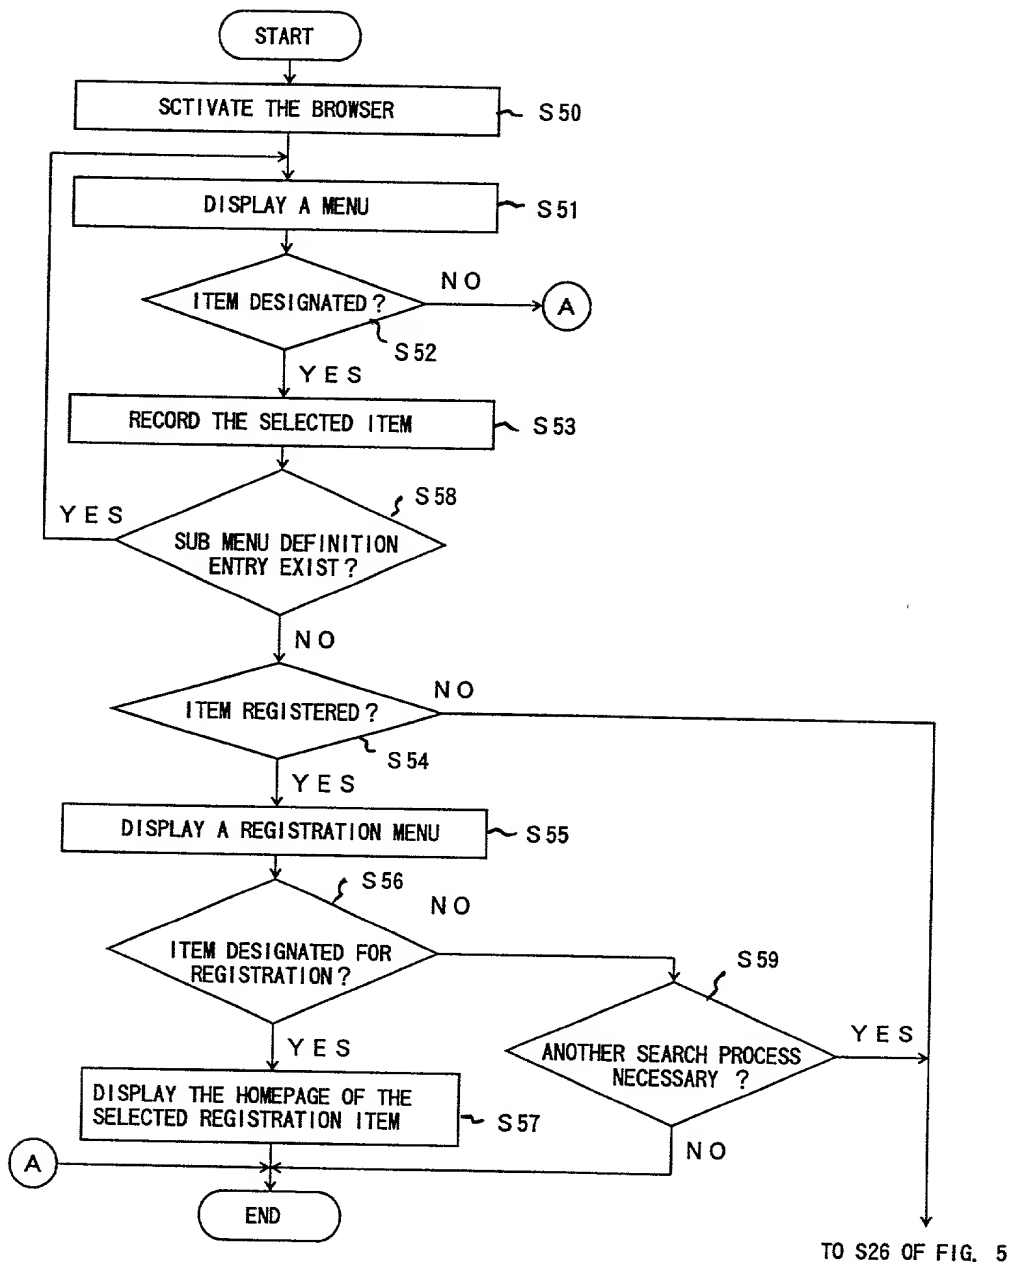 START
SCTIVATE THE BROWSER
S50
DISPLAY A MENU
S51
ITEM DESIGNATED?
NO
A
S52
YES
RECORD THE SELECTED ITEM
S53
S58
YES
SUB MENU DEFINITION
ENTRY EXIST?
NO
ITEM REGISTERED?
NO
S54
YES
DISPLAY A REGISTRATION MENU
S55
S56
NO
ITEM DESIGNATED FOR
REGISTRATION?
S59
YES
ANOTHER SEARCH PROCESS
NECESSARY ?
YES
DISPLAY THE HOMEPAGE OF THE
SELECTED REGISTRATION ITEM
S57
NO
A
END
TO S26 OF FIG. 5